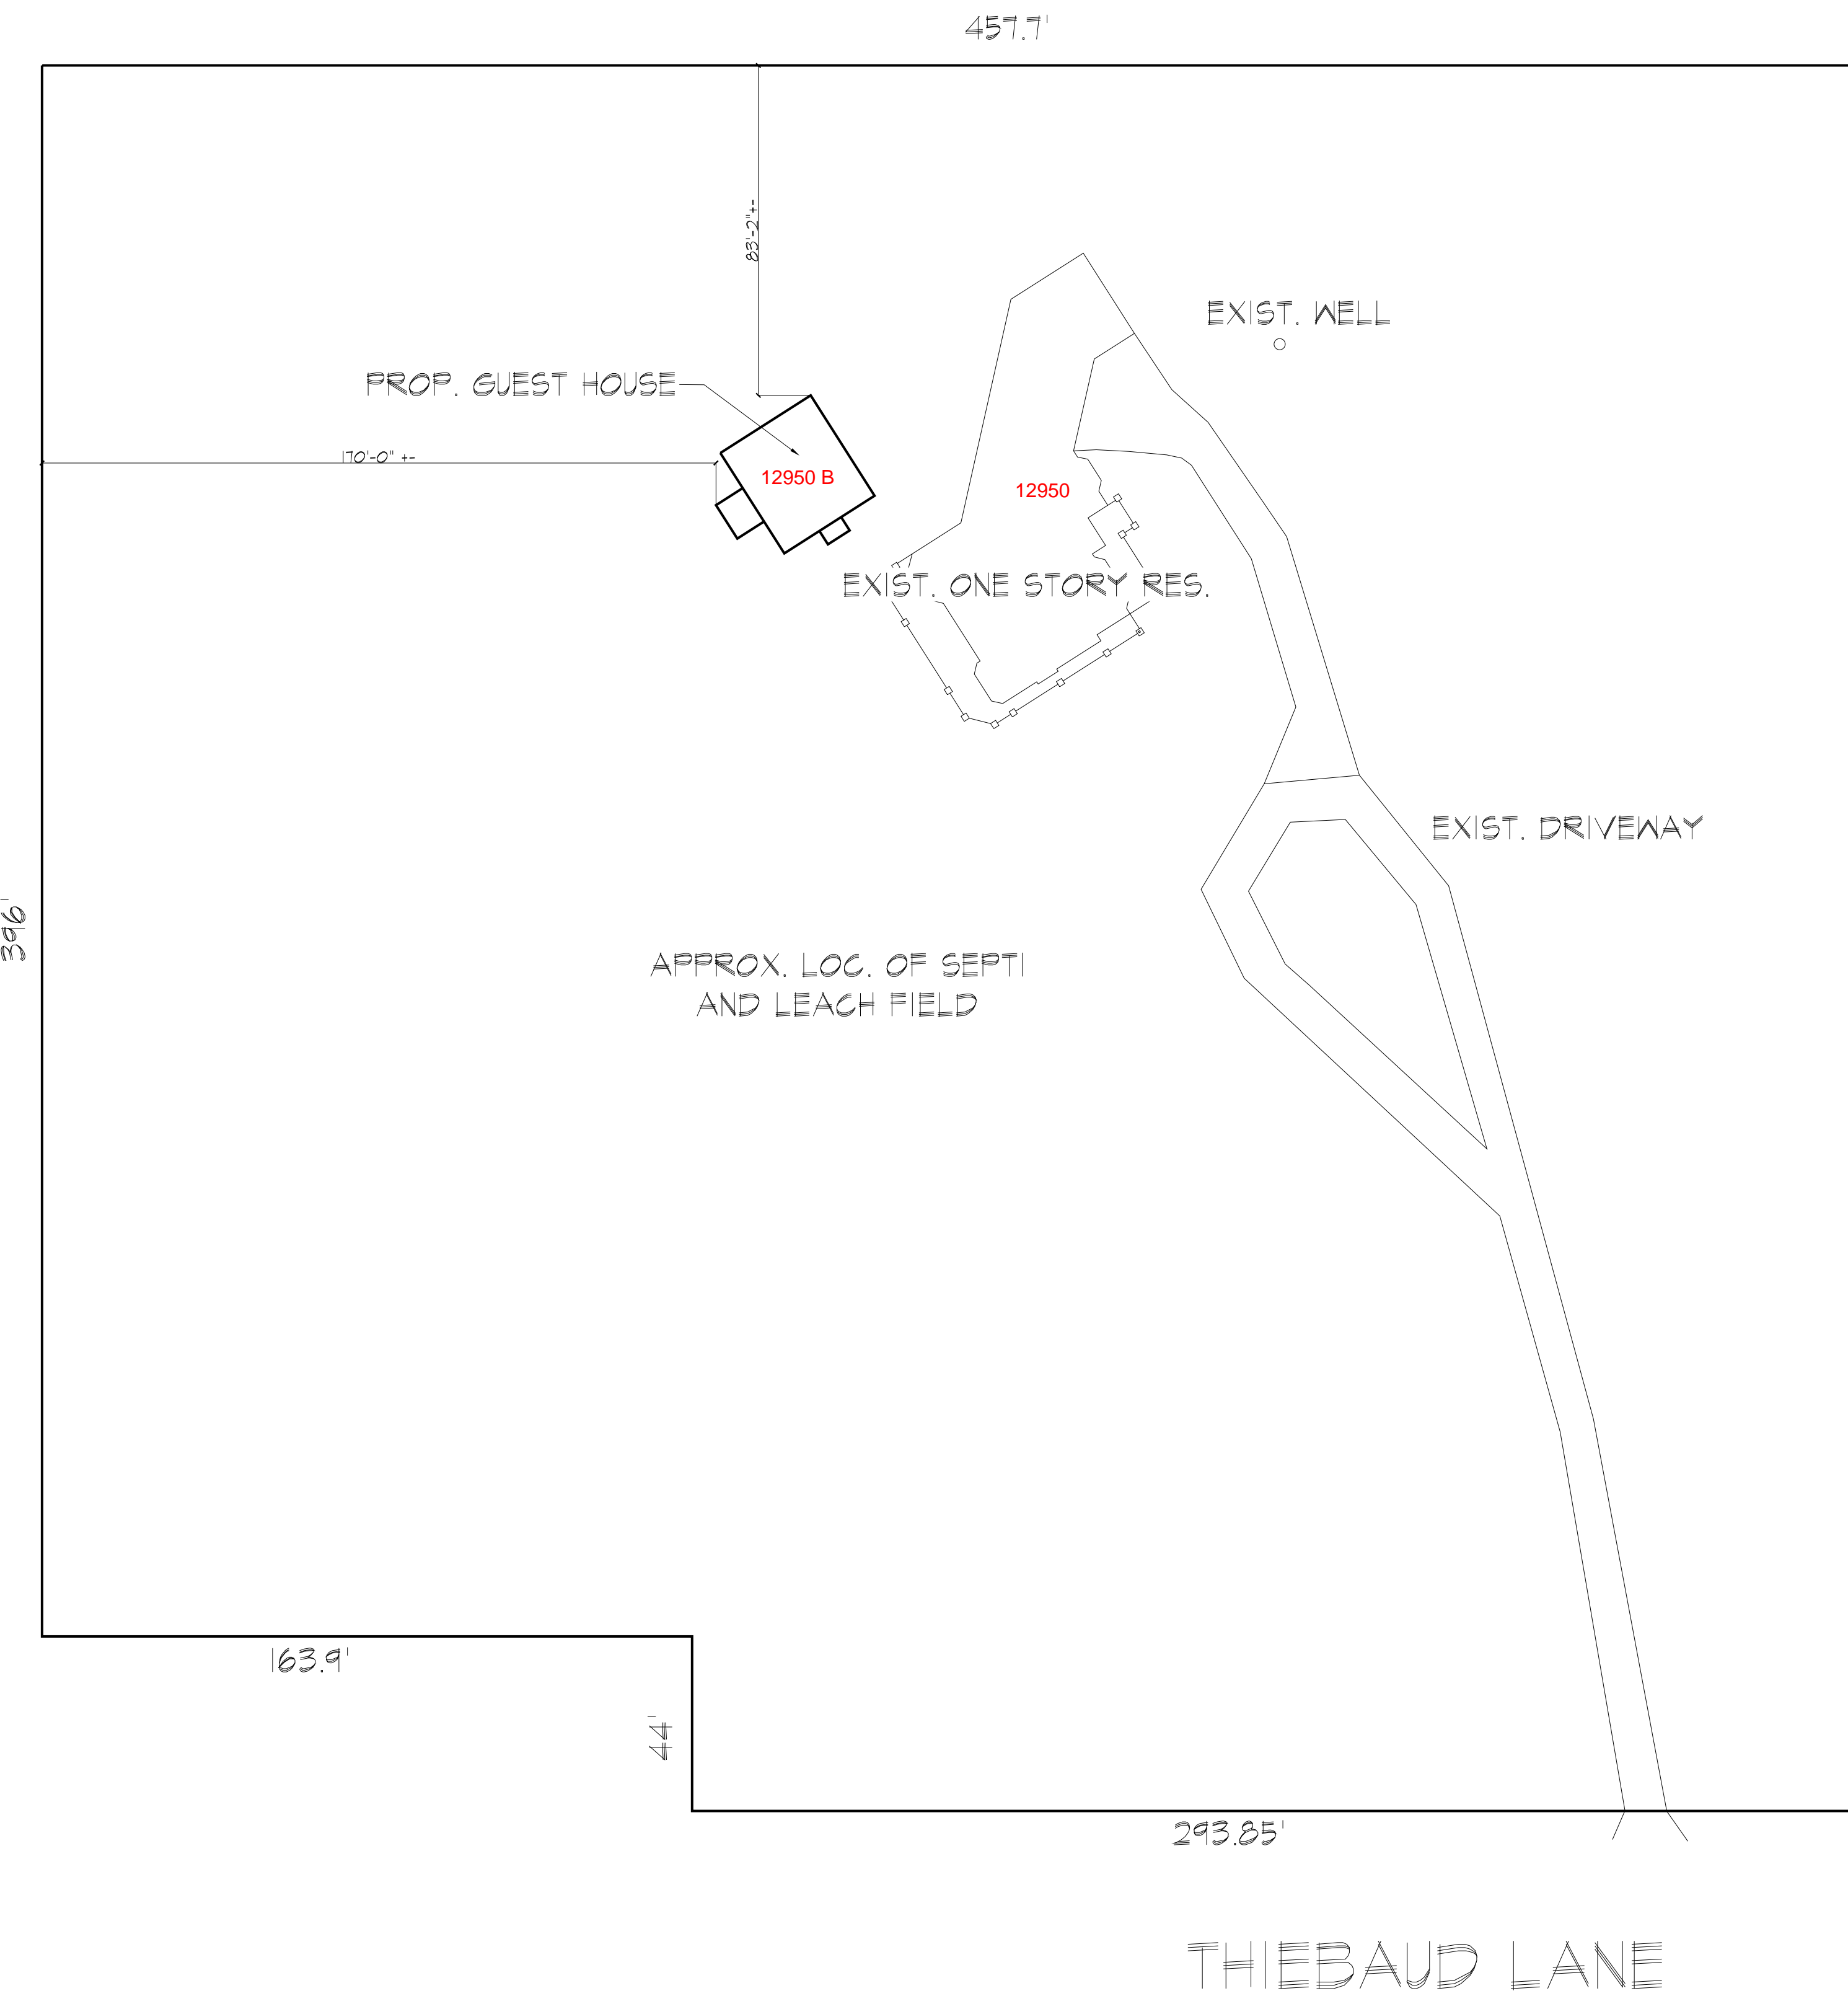 457.7'
83'-2"+-
EXIST. WELL
PROP. GUEST HOUSE
170'-0" +-
12950 B
12950
EXIST. ONE STORY RES.
EXIST. DRIVEWAY
396'
APPROX. LOC. OF SEPTI
AND LEACH FIELD
163.9'
44'
293.85'
THIEBAUD LANE